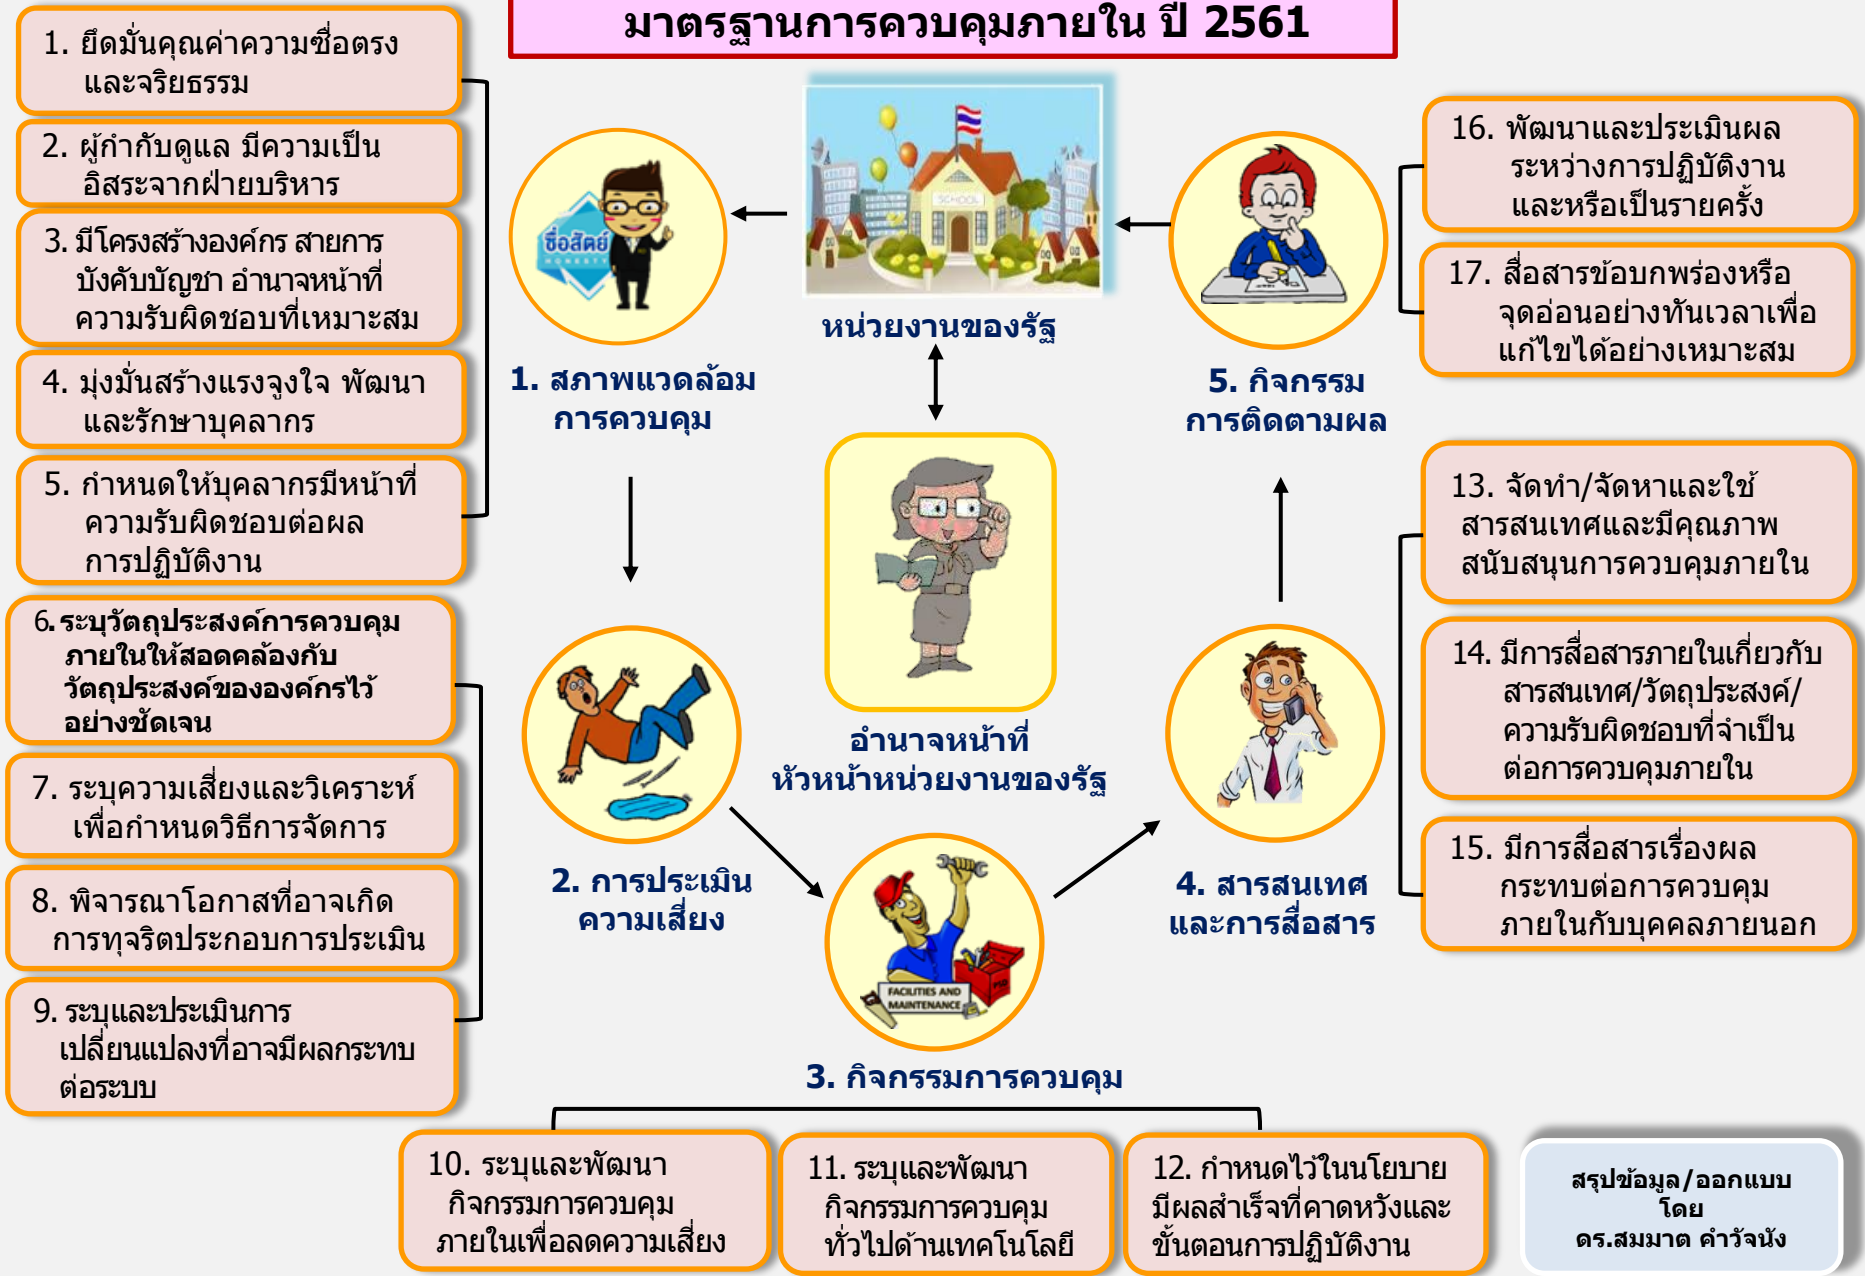 มาตรฐานการควบคุมภายใน ปี 2561
1. ยึดมั่นคุณค่าความซื่อตรง
และจริยธรรม
2. ผู้กำกับดูแล มีความเป็น
อิสระจากฝ่ายบริหาร
3. มีโครงสร้างองค์กร สายการ
บังคับบัญชา อำนาจหน้าที่
ความรับผิดชอบที่เหมาะสม
4. มุ่งมั่นสร้างแรงจูงใจ พัฒนา
และรักษาบุคลากร
5. กำหนดให้บุคลากรมีหน้าที่
ความรับผิดชอบต่อผล
การปฏิบัติงาน
6. ระบุวัตถุประสงค์การควบคุม
ภายในให้สอดคล้องกับ
วัตถุประสงค์ขององค์กรไว้
อย่างชัดเจน
7. ระบุความเสี่ยงและวิเคราะห์
เพื่อกำหนดวิธีการจัดการ
8. พิจารณาโอกาสที่อาจเกิด
การทุจริตประกอบการประเมิน
9. ระบุและประเมินการ
เปลี่ยนแปลงที่อาจมีผลกระทบ
ต่อระบบ
ซื่อสัตย์
HONESTY
1. สภาพแวดล้อม
การควบคุม
SCHOOL
หน่วยงานของรัฐ
อำนาจหน้าที่
หัวหน้าหน่วยงานของรัฐ
2. การประเมิน
ความเสี่ยง
FACILITIES AND
MAINTENANCE
3. กิจกรรมการควบคุม
4. สารสนเทศ
และการสื่อสาร
5. กิจกรรม
การติดตามผล
16. พัฒนาและประเมินผล
ระหว่างการปฏิบัติงาน
และหรือเป็นรายครั้ง
17. สื่อสารข้อบกพร่องหรือ
จุดอ่อนอย่างทันเวลาเพื่อ
แก้ไขได้อย่างเหมาะสม
13. จัดทำ/จัดหาและใช้
สารสนเทศและมีคุณภาพ
สนับสนุนการควบคุมภายใน
14. มีการสื่อสารภายในเกี่ยวกับ
สารสนเทศ/วัตถุประสงค์/
ความรับผิดชอบที่จำเป็น
ต่อการควบคุมภายใน
15. มีการสื่อสารเรื่องผล
กระทบต่อการควบคุม
ภายในกับบุคคลภายนอก
10. ระบุและพัฒนา
กิจกรรมการควบคุม
ภายในเพื่อลดความเสี่ยง
11. ระบุและพัฒนา
กิจกรรมการควบคุม
ทั่วไปด้านเทคโนโลยี
12. กำหนดไว้ในนโยบาย
มีผลสำเร็จที่คาดหวังและ
ขั้นตอนการปฏิบัติงาน
สรุปข้อมูล/ออกแบบ
โดย
ดร.สมมาต คำวัจนัง